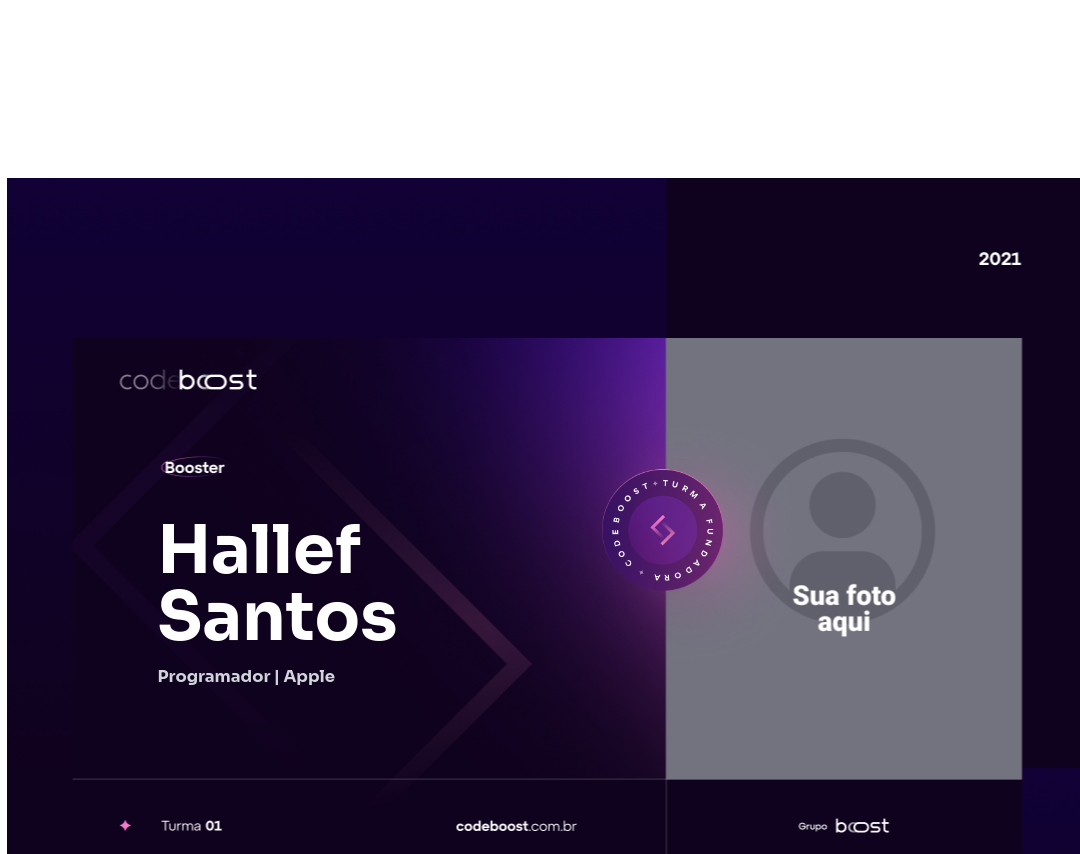 2021
codeboost
Booster
Hallef
Santos
Programador | Apple
CODEBOOST * TURMA FUNDADORA *
Sua foto
aqui
Turma 01
codeboost.com.br
Grupo boost